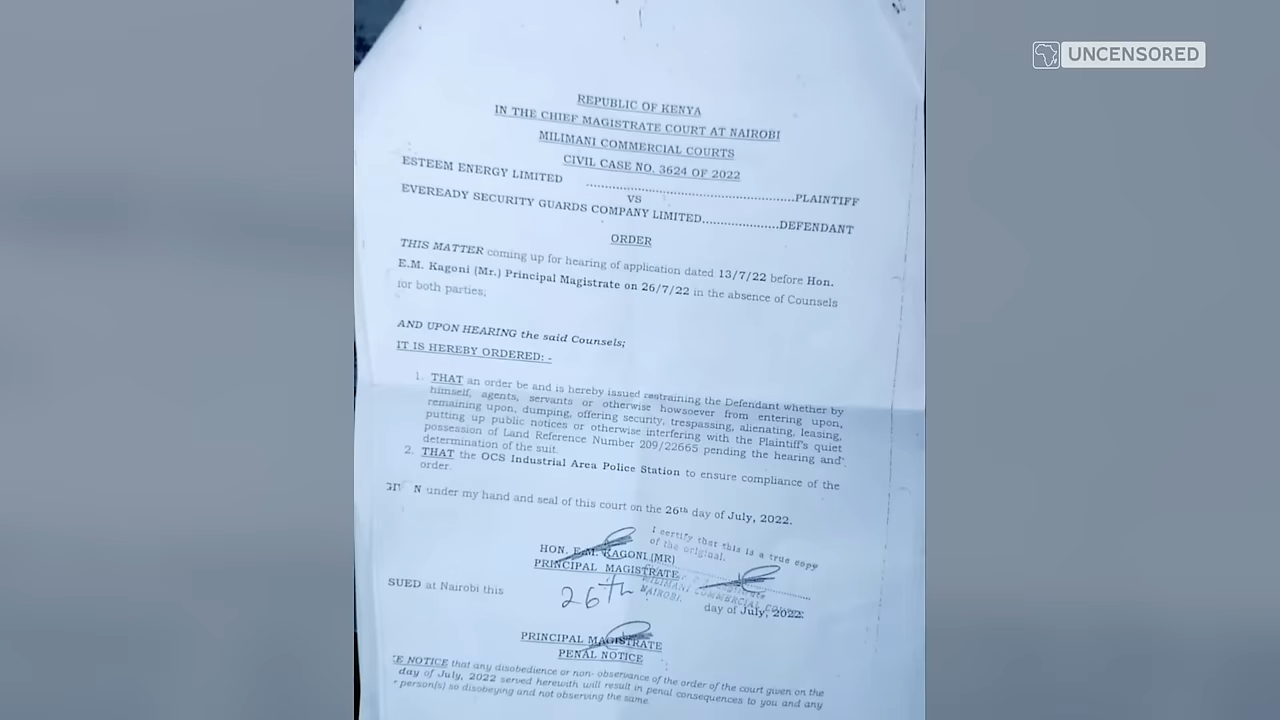 UNCENSORED
REPUBLIC OF KENYA
IN THE CHIEF MAGISTRATE COURT AT NAIROBI
MILIMANI COMMERCIAL COURTS
CIVIL CASE NO. 3624 OF 2022
ESTEEM ENERGY LIMITED ..................................................PLAINTIFF
VS
EVEREADY SECURITY GUARDS COMPANY LIMITED.....................DEFENDANT
ORDER
THIS MATTER coming up for hearing of application dated 13/7/22 before Hon.
E.M. Kagoni (Mr.) Principal Magistrate on 26/7/22 in the absence of Counsels
for both parties;
AND UPON HEARING the said Counsels;
IT IS HEREBY ORDERED: -
1. THAT an order be and is hereby issued restraining the Defendant whether by
himself, agents, servants or otherwise howsoever from entering upon,
remaining upon, dumping, offering security, trespassing, alienating, leasing,
putting up public notices or otherwise interfering with the Plaintiff's quiet
possession of Land Reference Number 209/22665 pending the hearing and
determination of the suit.
2. THAT the OCS Industrial Area Police Station to ensure compliance of the
order.
N under my hand and seal of this court on the 26th day of July, 2022.
I certify that this is a true copy
of the original.
HON. E.M. KAGONI (MR)
PRINCIPAL MAGISTRATE
MILIMANI COMMERCIAL
NAIROBI.
SUED at Nairobi this 26th day of July, 2022.
PRINCIPAL MAGISTRATE
PENAL NOTICE
E NOTICE that any disobedience or non- observance of the order of the court given on the
day of July, 2022 served herewith will result in penal consequences to you and any
person(s) so disobeying and not observing the same